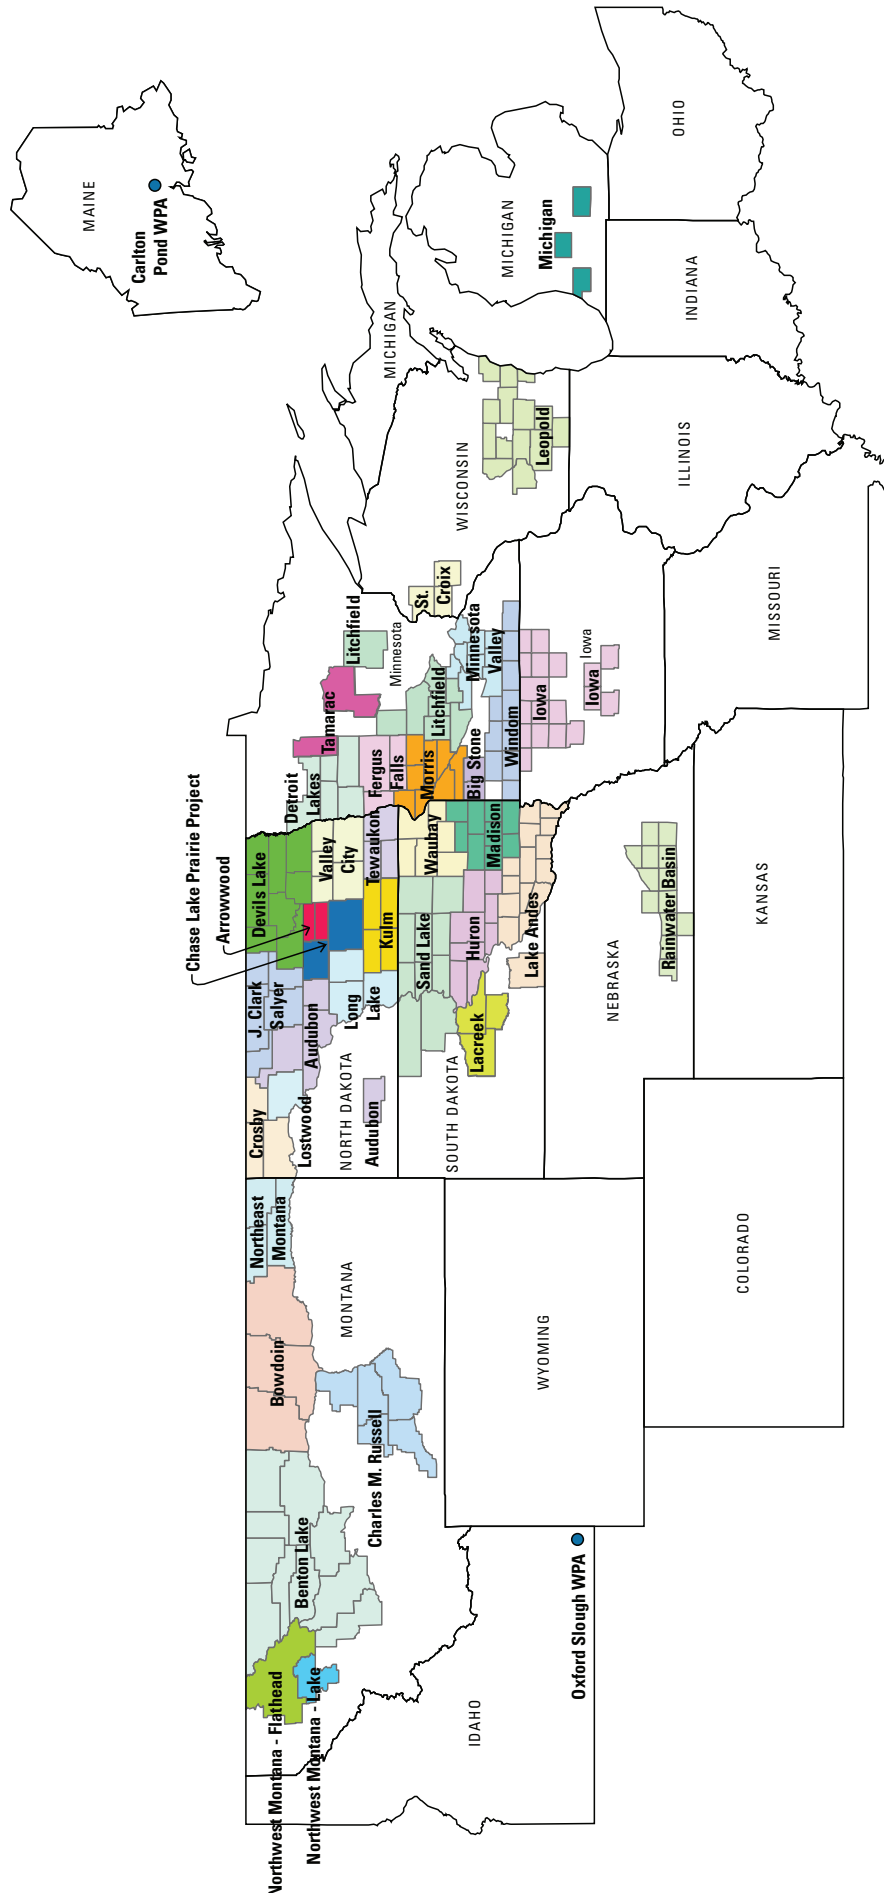 Northwest Montana - Flathead
Northwest Montana - Lake
Benton Lake
Bowdoin
Charles M. Russell
Northeast
Montana
MONTANA
IDAHO
Oxford Slough WPA
WYOMING
COLORADO
Crosby
Lostwood
J. Clark
Salyer
Audubon
NORTH DAKOTA
Audubon
Chase Lake Prairie Project
Arrowwood
Devils Lake
Long
Lake
Valley
City
Kulm
Tewaukon
SOUTH DAKOTA
Sand Lake
Waubay
Huron
Madison
Lacreek
Lake Andes
NEBRASKA
Rainwater Basin
KANSAS
Detroit
Lakes
Tamarac
Fergus
Falls
Morris
Big Stone
Litchfield
Litchfield
Minnesota
Minnesota
Valley
Windom
Iowa
Iowa
Iowa
MISSOURI
St.
Croix
WISCONSIN
Leopold
ILLINOIS
MICHIGAN
MICHIGAN
Michigan
INDIANA
OHIO
MAINE
Carlton
Pond WPA